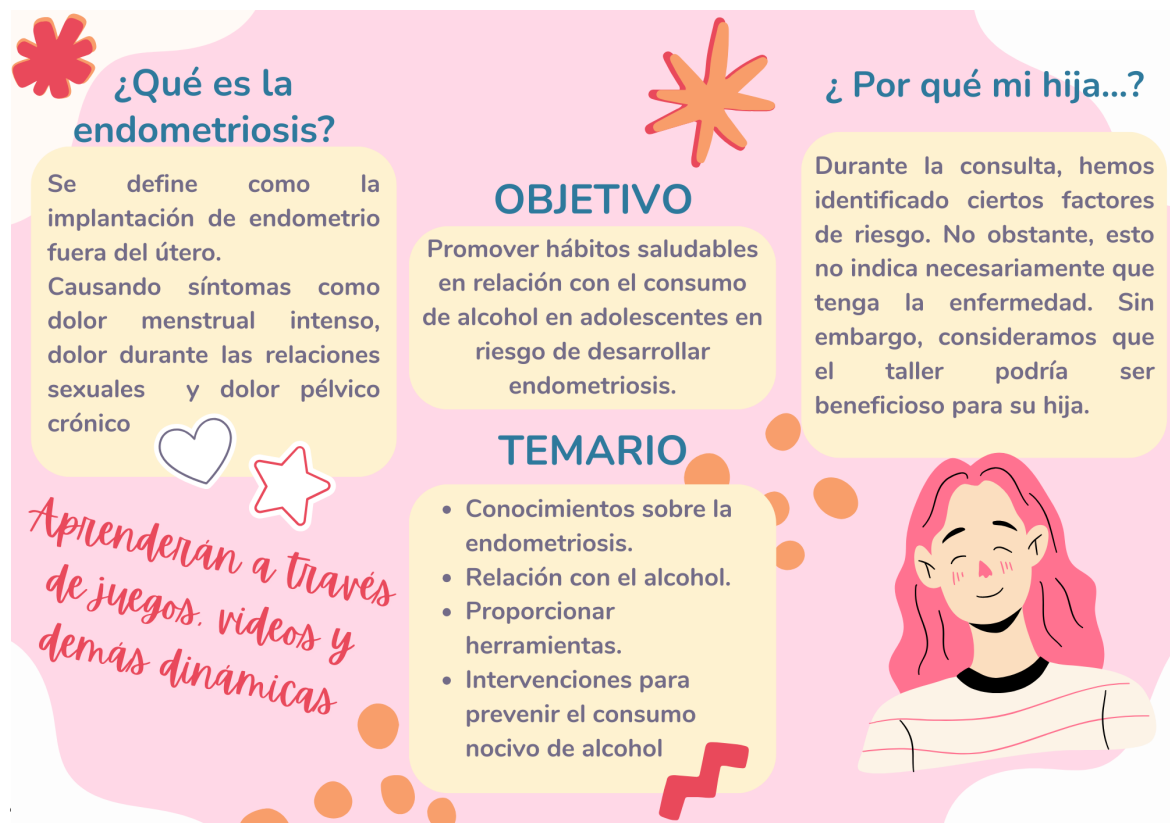 ¿Qué es la
endometriosis?
Se define como la
implantación de endometrio
fuera del útero.
Causando síntomas como
dolor menstrual intenso,
dolor durante las relaciones
sexuales y dolor pélvico
crónico
Aprenderán a través
de juegos, videos y
demás dinámicas
OBJETIVO
Promover hábitos saludables
en relación con el consumo
de alcohol en adolescentes en
riesgo de desarrollar
endometriosis.
TEMARIO
• Conocimientos sobre la
endometriosis.
• Relación con el alcohol.
• Proporcionar
herramientas.
• Intervenciones para
prevenir el consumo
nocivo de alcohol
¿ Por qué mi hija...?
Durante la consulta, hemos
identificado ciertos factores
de riesgo. No obstante, esto
no indica necesariamente que
tenga la enfermedad. Sin
embargo, consideramos que
el taller podría ser
beneficioso para su hija.